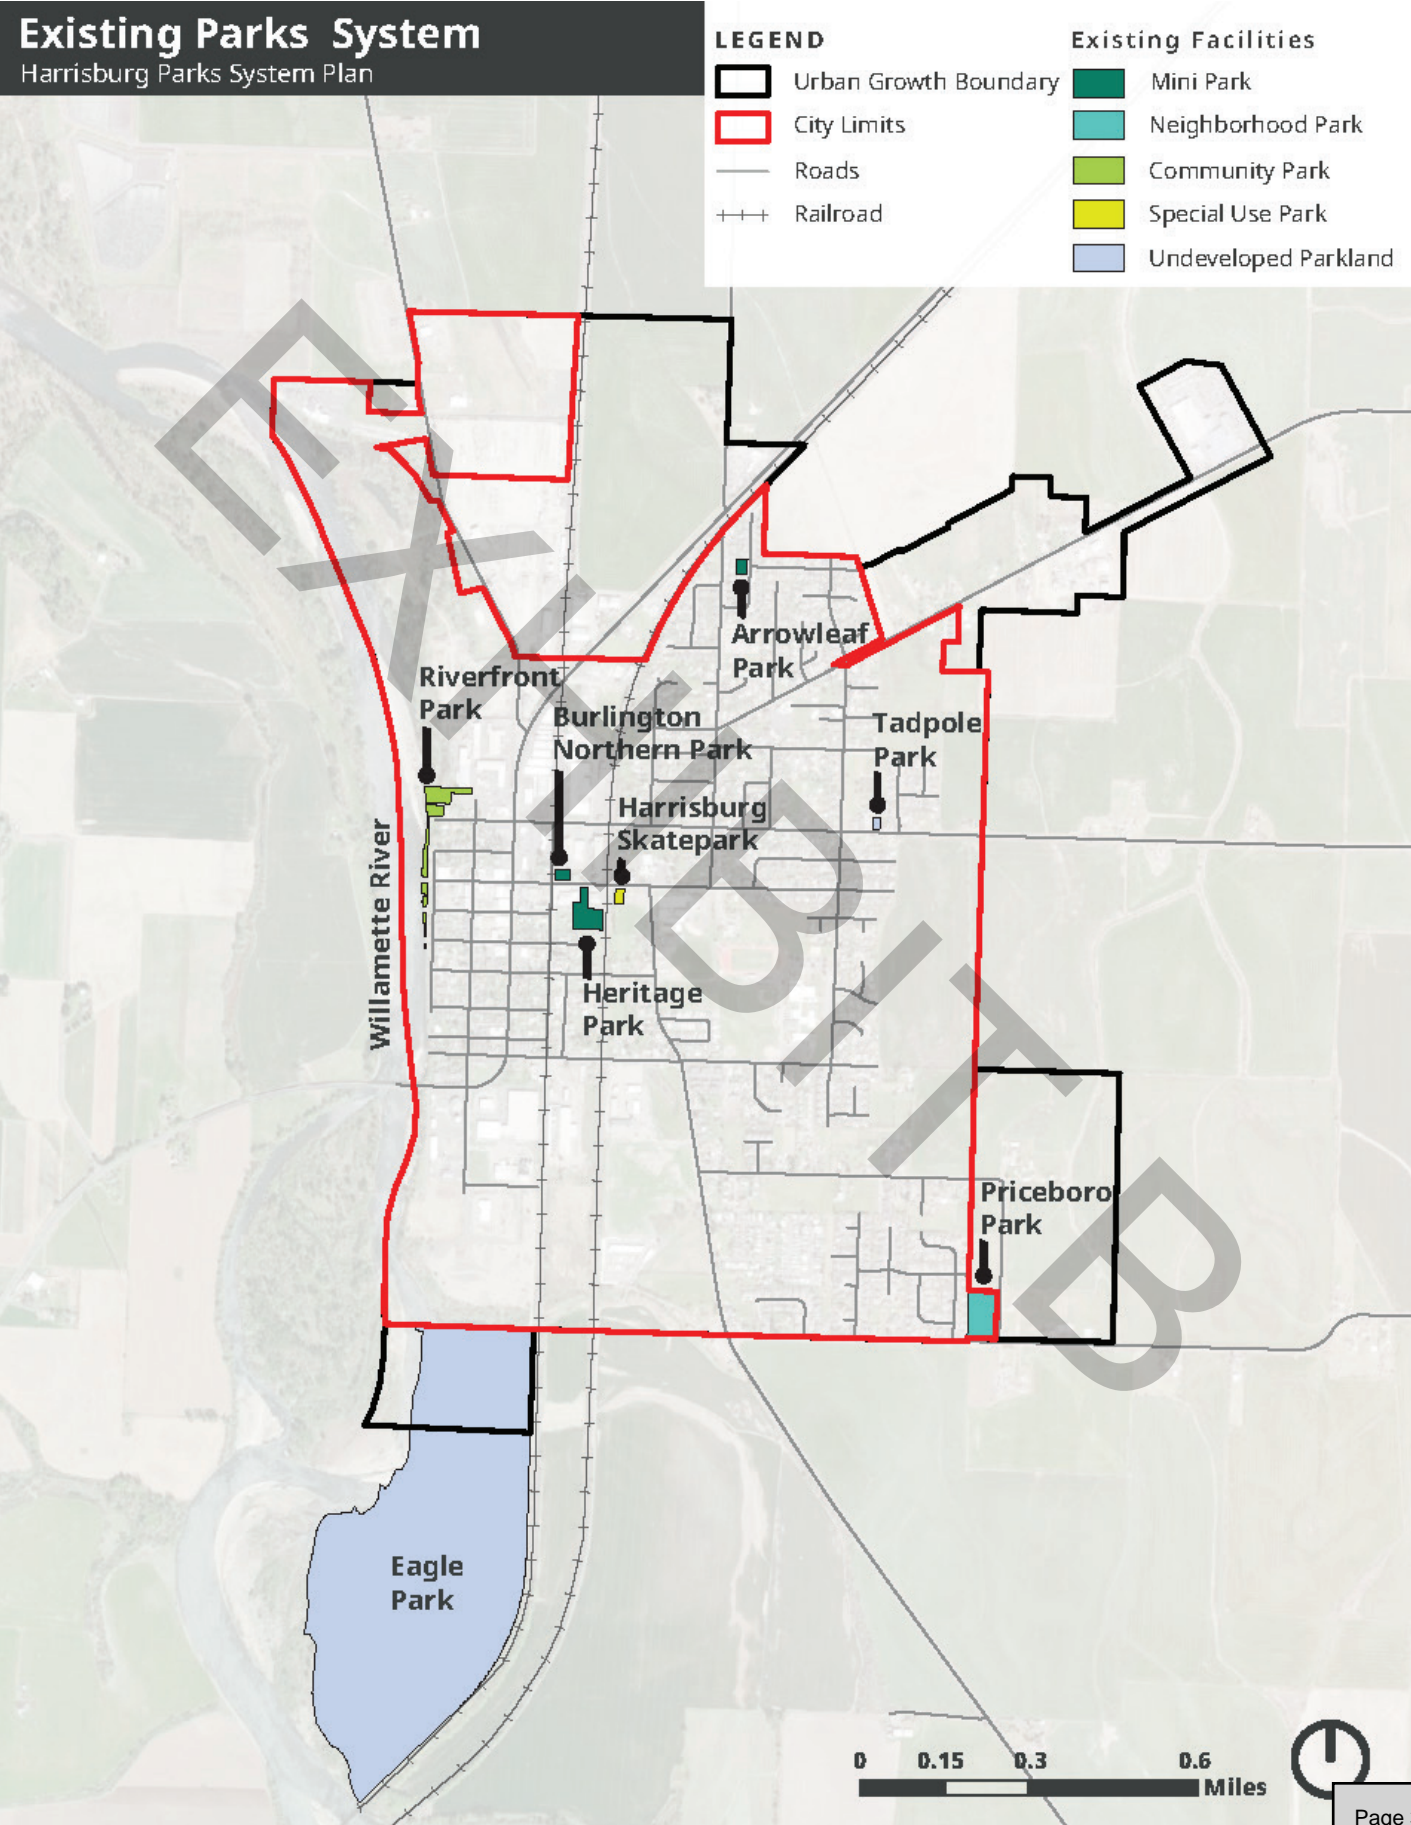 Existing Parks System
Harrisburg Parks System Plan
LEGEND
Urban Growth Boundary
City Limits
Roads
Railroad
Existing Facilities
Mini Park
Neighborhood Park
Community Park
Special Use Park
Undeveloped Parkland
Arrowleaf
Park
Riverfront
Park
Burlington
Northern Park
Tadpole
Park
Harrisburg
Skatepark
Willamette River
Heritage
Park
Priceboro
Park
Eagle
Park
EXHIBIT B
0 0.15 0.3 0.6
Miles
Page